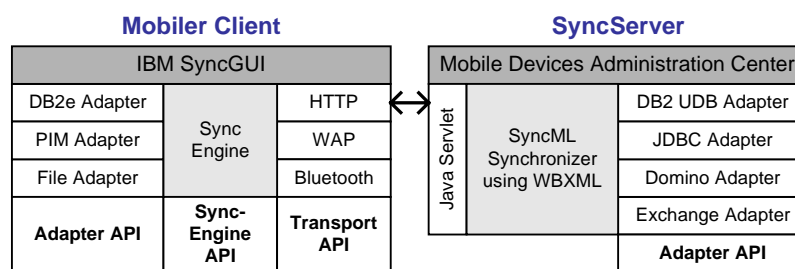 Mobiler Client
SyncServer
IBM SyncGUI
Mobile Devices Administration Center
DB2e Adapter
PIM Adapter
File Adapter
Adapter API
Sync
Engine
Sync-
Engine
API
HTTP
WAP
Bluetooth
Transport
API
Java Servlet
SyncML
Synchronizer
using WBXML
DB2 UDB Adapter
JDBC Adapter
Domino Adapter
Exchange Adapter
Adapter API